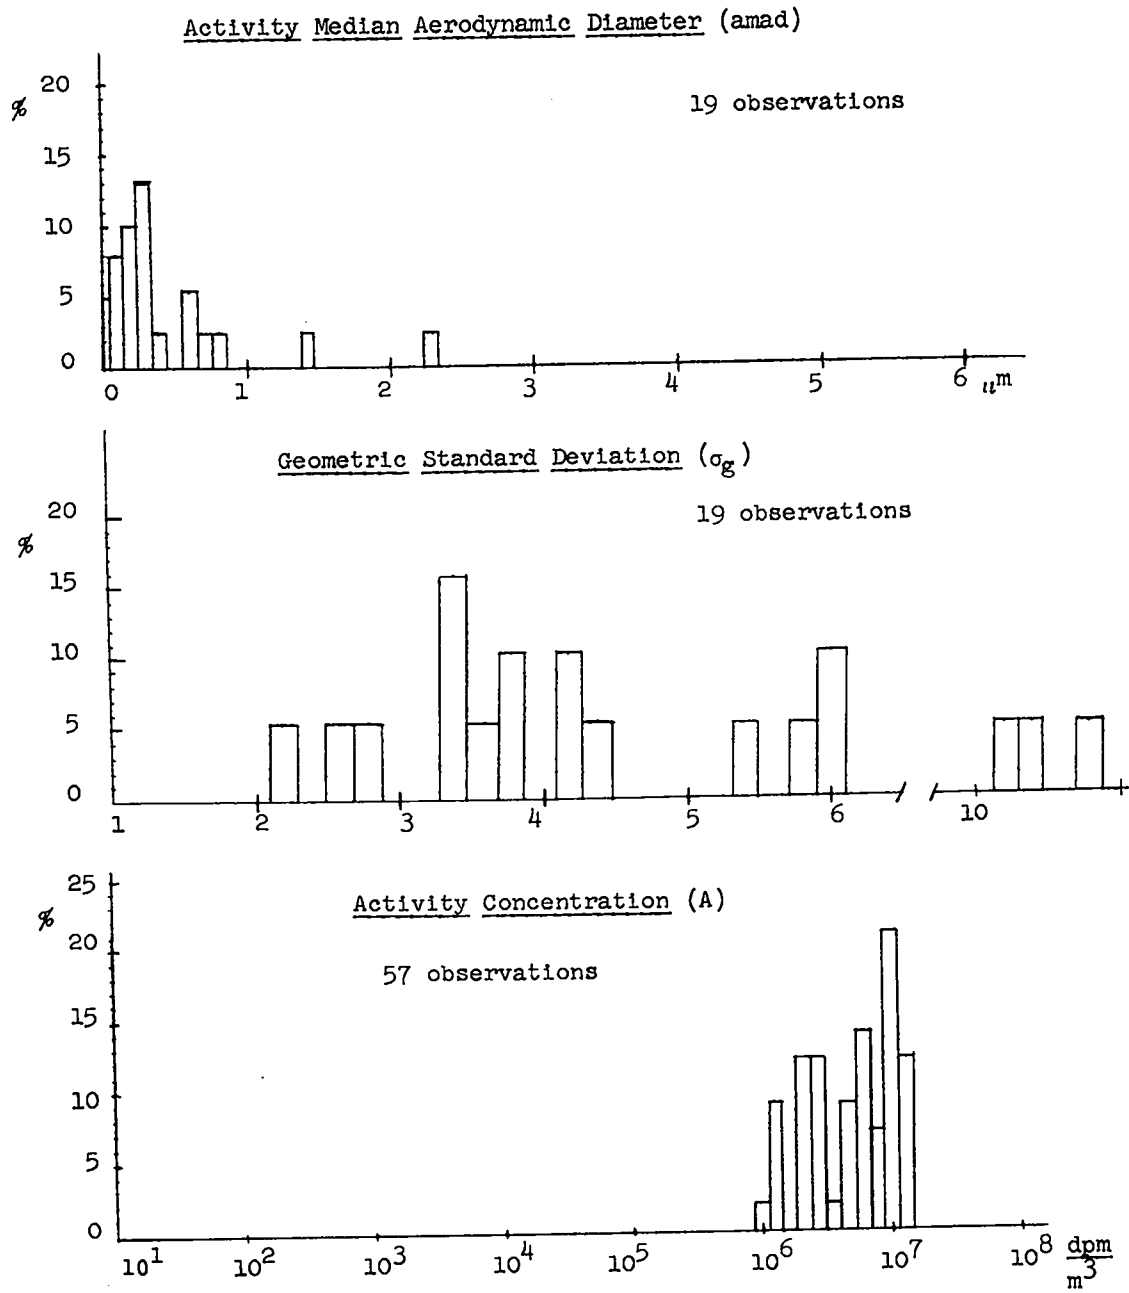 Activity Median Aerodynamic Diameter (amad)
20
%
19 observations
15
10
5
0
0 1 2 3 4 5 6 μm
Geometric Standard Deviation (σg)
20
19 observations
%
15
10
5
0
1 2 3 4 5 6 10
25
Activity Concentration (A)
%
20
57 observations
15
10
5
0
10¹ 10² 10³ 10⁴ 10⁵ 10⁶ 10⁷ 10⁸ dpm
m³